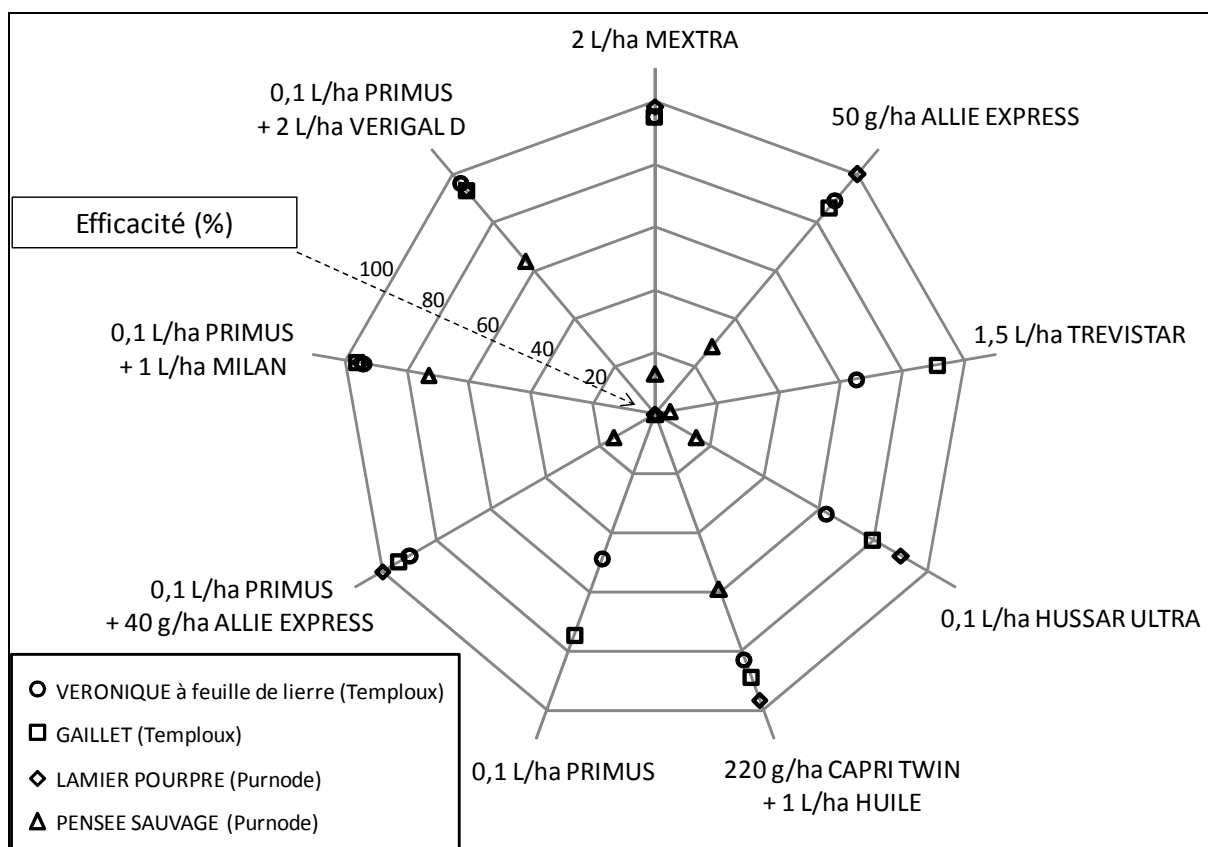 2 L/ha MEXTRA
0,1 L/ha PRIMUS
+ 2 L/ha VERIGAL D
50 g/ha ALLIE EXPRESS
Efficacité (%)
100
80
60
40
20
0,1 L/ha PRIMUS
+ 1 L/ha MILAN
1,5 L/ha TREVISTAR
0,1 L/ha PRIMUS
+ 40 g/ha ALLIE EXPRESS
0,1 L/ha HUSSAR ULTRA
0,1 L/ha PRIMUS
220 g/ha CAPRI TWIN
+ 1 L/ha HUILE
VERONIQUE à feuille de lierre (Temploux)
GAILLET (Temploux)
LAMIER POURPRE (Purnode)
PENSEE SAUVAGE (Purnode)